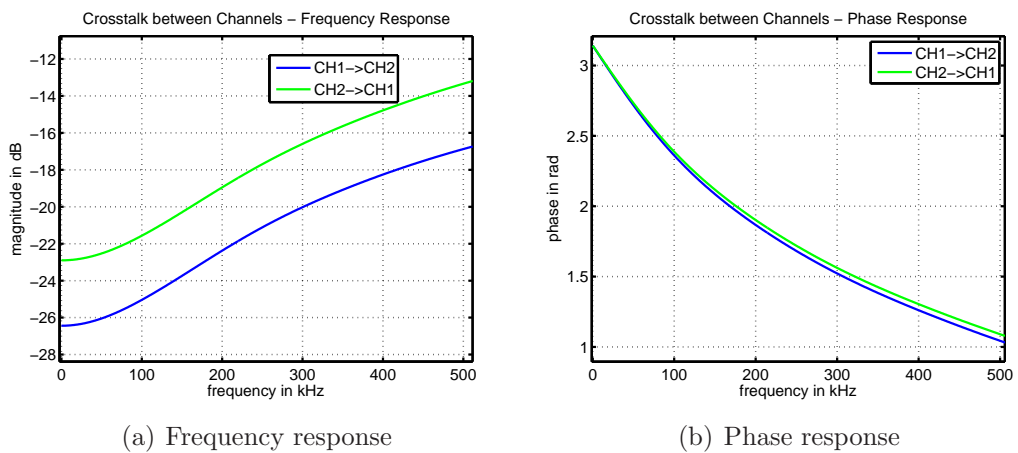 Crosstalk between Channels − Frequency Response
magnitude in dB
−12
−14
−16
−18
−20
−22
−24
−26
−28
CH1−>CH2
CH2−>CH1
0 100 200 300 400 500
frequency in kHz
(a) Frequency response
Crosstalk between Channels − Phase Response
phase in rad
3
2.5
2
1.5
1
CH1−>CH2
CH2−>CH1
0 100 200 300 400 500
frequency in kHz
(b) Phase response